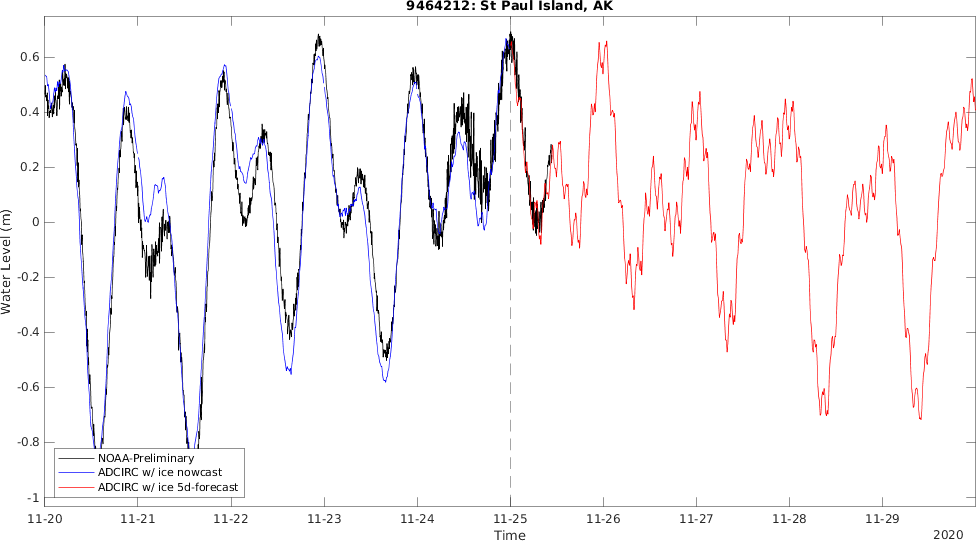 9464212: St Paul Island, AK
Water Level (m)
0.6
0.4
0.2
0
-0.2
-0.4
-0.6
-0.8
-1
NOAA-Preliminary
ADCIRC w/ ice nowcast
ADCIRC w/ ice 5d-forecast
11-20 11-21 11-22 11-23 11-24 11-25 11-26 11-27 11-28 11-29
Time
2020